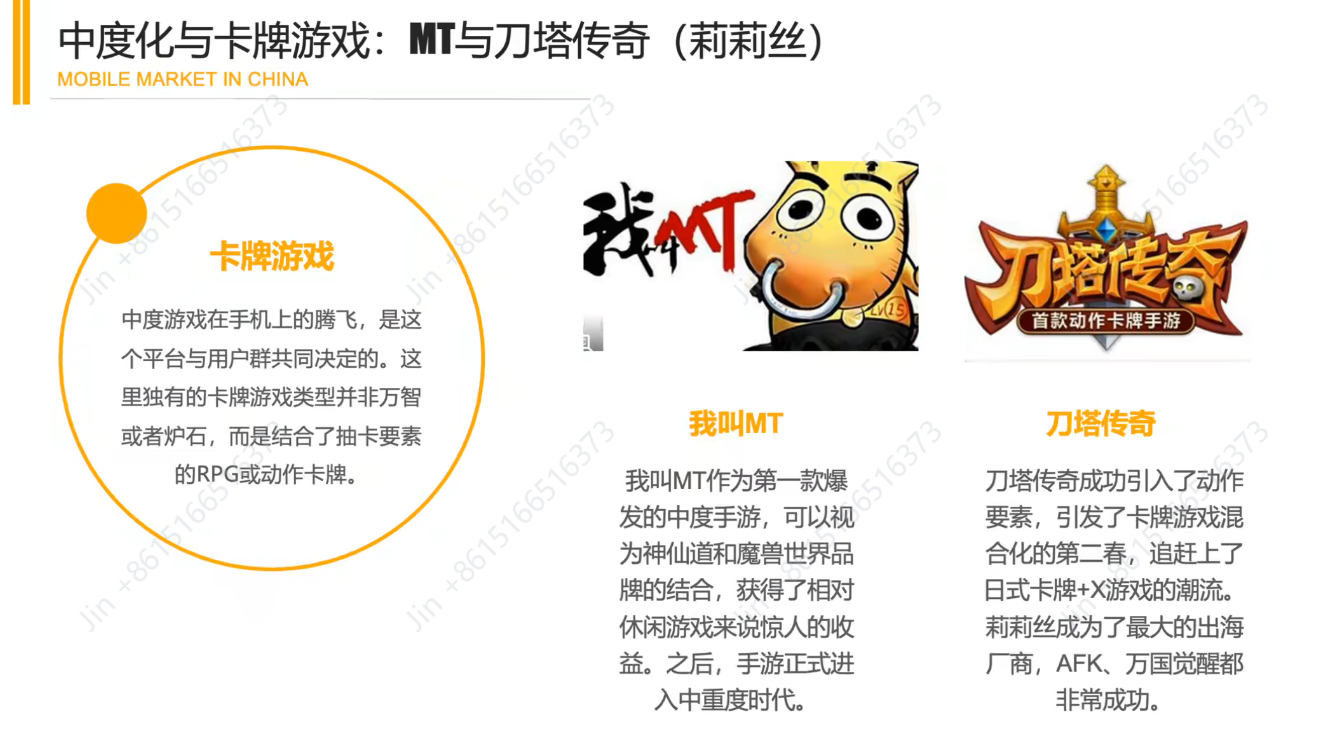 中度化与卡牌游戏：MT与刀塔传奇（莉莉丝）
MOBILE MARKET IN CHINA
卡牌游戏
中度游戏在手机上的腾飞，是这
个平台与用户群共同决定的。这
里独有的卡牌游戏类型并非万智
或者炉石，而是结合了抽卡要素
的RPG或动作卡牌。
我叫MT
LV15
我叫MT
我叫MT作为第一款爆
发的中度手游，可以视
为神仙道和魔兽世界品
牌的结合，获得了相对
休闲游戏来说惊人的收
益。之后，手游正式进
入中重度时代。
刀塔传奇
首款动作卡牌手游
刀塔传奇
刀塔传奇成功引入了动作
要素，引发了卡牌游戏混
合化的第二春，追赶上了
日式卡牌+X游戏的潮流。
莉莉丝成为了最大的出海
厂商，AFK、万国觉醒都
非常成功。
Jin +8615166516373
Jin +8615166516373
Jin +8615166516373
Jin +8615166516373
Jin +8615166516373
Jin +8615166516373
Jin +8615166516373
Jin +8615166516373